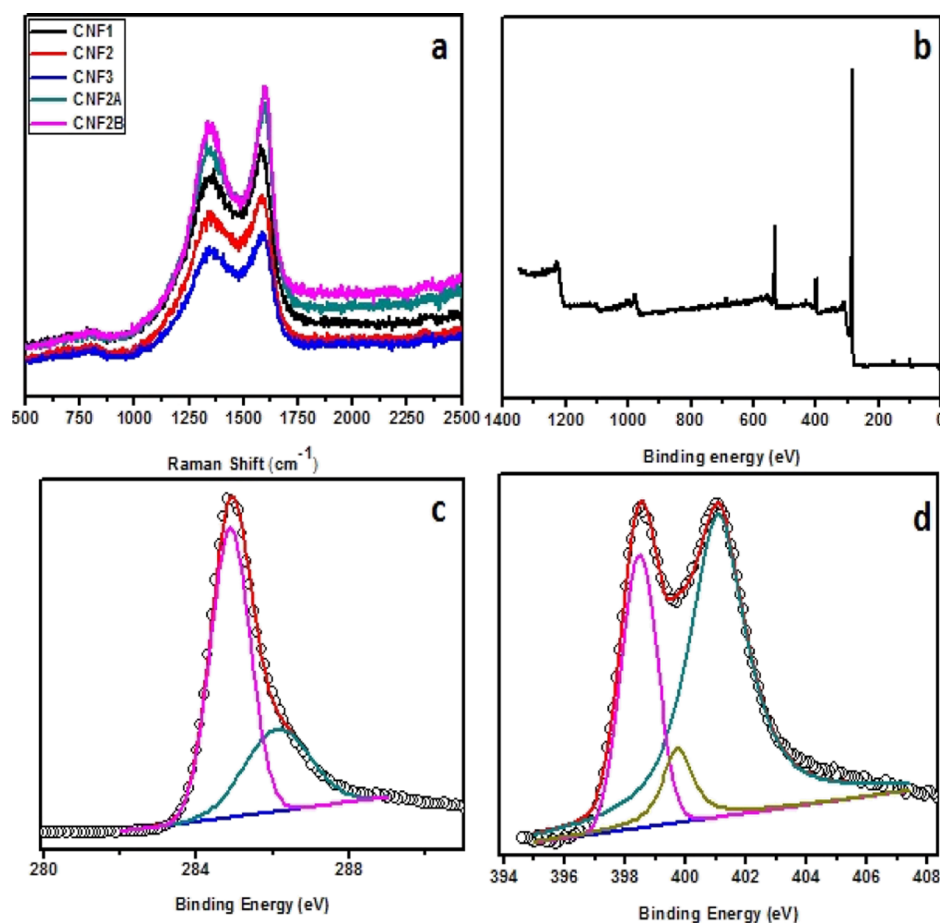 CNF1
CNF2
CNF3
CNF2A
CNF2B
a
500 750 1000 1250 1500 1750 2000 2250 2500
Raman Shift (cm-1)
b
1400 1200 1000 800 600 400 200 0
Binding energy (eV)
c
280 284 288
Binding Energy (eV)
d
394 396 398 400 402 404 406 408
Binding Energy (eV)